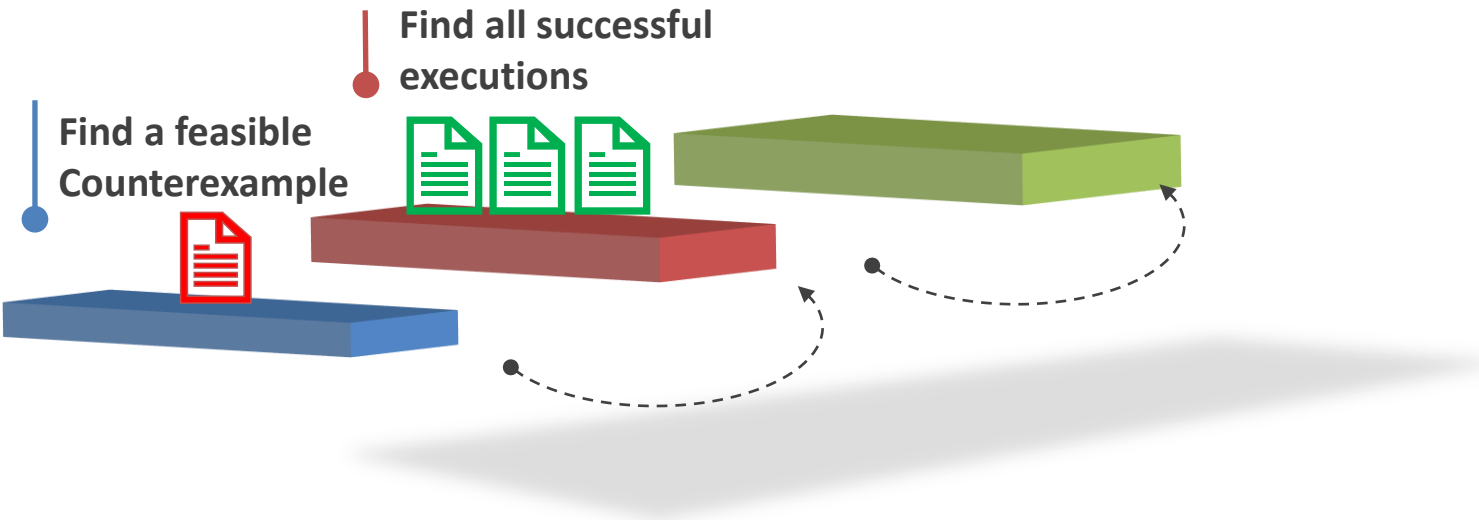 Find all successful
executions
Find a feasible
Counterexample